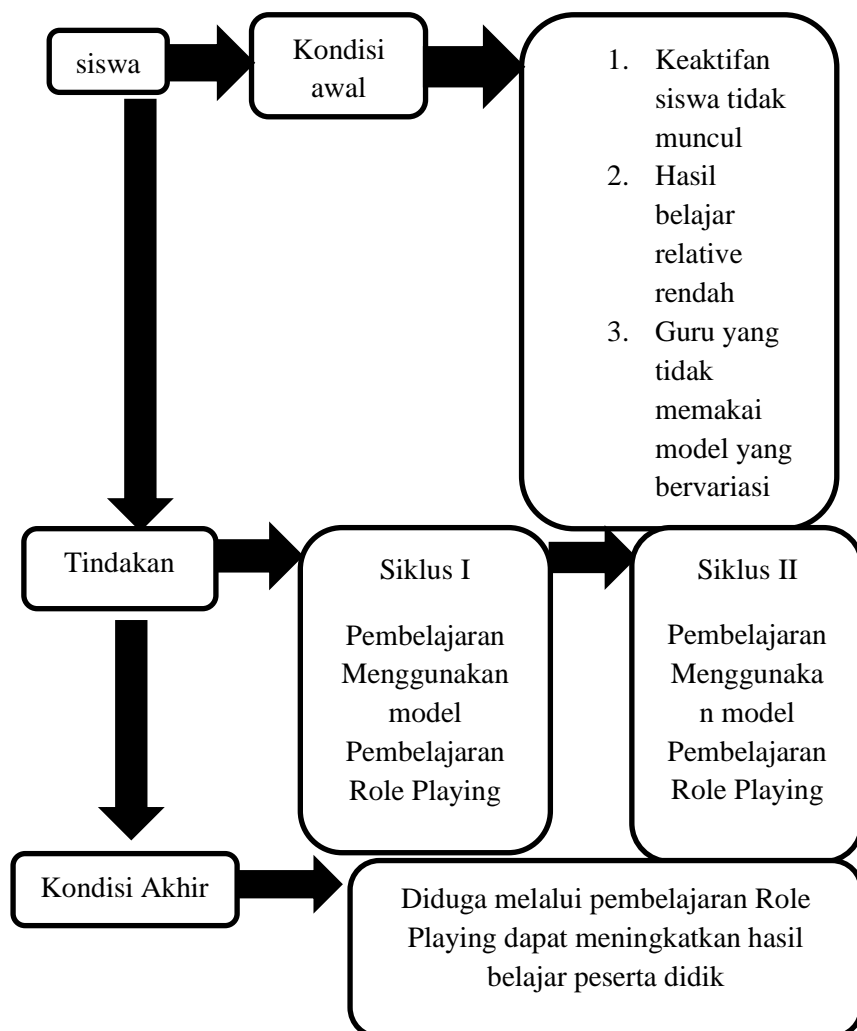 siswa
Kondisi
awal
1. Keaktifan
siswa tidak
muncul
2. Hasil
belajar
relative
rendah
3. Guru yang
tidak
memakai
model yang
bervariasi
Tindakan
Siklus I
Pembelajaran
Menggunakan
model
Pembelajaran
Role Playing
Siklus II
Pembelajaran
Menggunaka
n model
Pembelajaran
Role Playing
Kondisi Akhir
Diduga melalui pembelajaran Role
Playing dapat meningkatkan hasil
belajar peserta didik